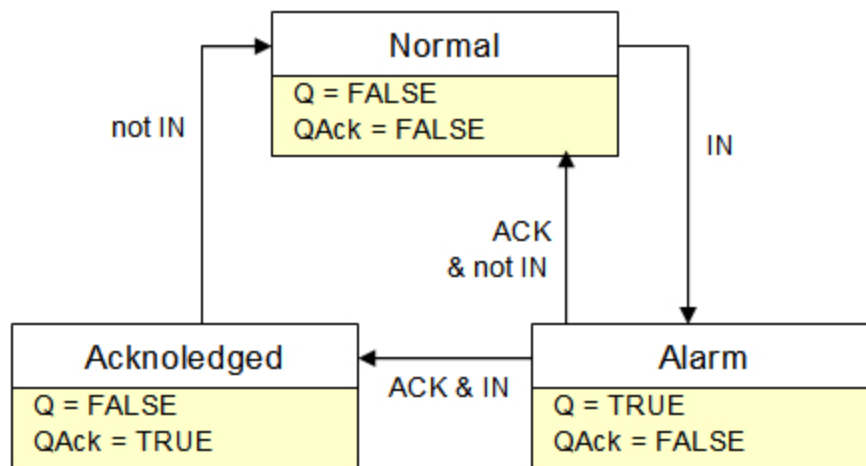 Normal
Q = FALSE
QAck = FALSE
not IN
IN
ACK
& not IN
Acknoledged
Q = FALSE
QAck = TRUE
ACK & IN
Alarm
Q = TRUE
QAck = FALSE